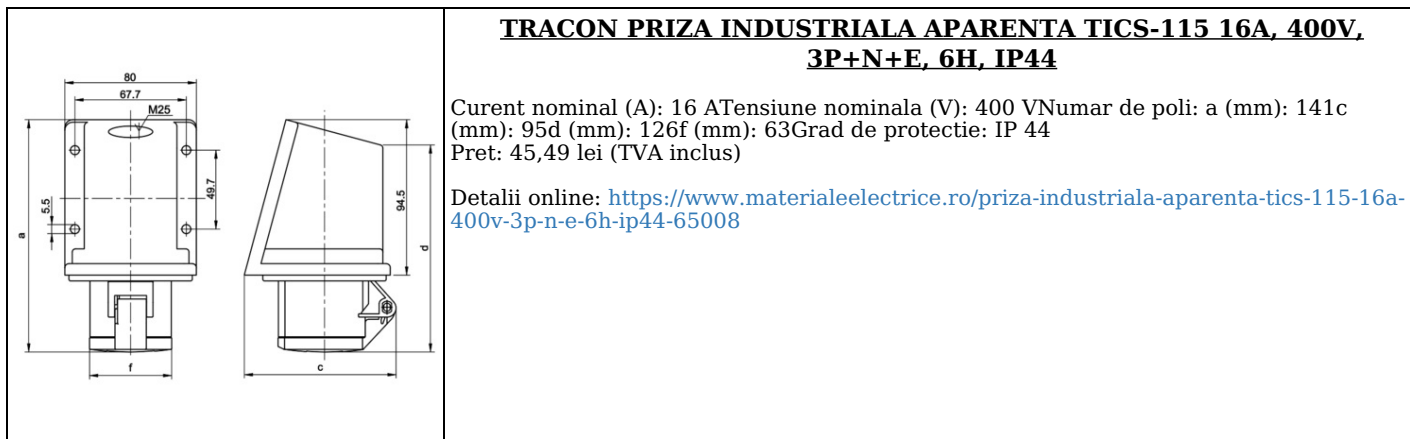 80
67.7
M25
49.7
5.5
a
f
94.5
d
c
TRACON PRIZA INDUSTRIALA APARENTA TICS-115 16A, 400V,
3P+N+E, 6H, IP44
Curent nominal (A): 16 ATensiune nominala (V): 400 VNumar de poli: a (mm): 141c
(mm): 95d (mm): 126f (mm): 63Grad de protectie: IP 44
Pret: 45,49 lei (TVA inclus)
Detalii online: https://www.materialeelectrice.ro/priza-industriala-aparenta-tics-115-16a-
400v-3p-n-e-6h-ip44-65008